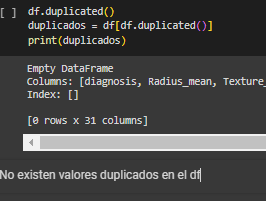 [ ] df.duplicated()
duplicados = df[df.duplicated()]
print(duplicados)
Empty DataFrame
Columns: [diagnosis, Radius_mean, Texture_
Index: []
[0 rows x 31 columns]
No existen valores duplicados en el df